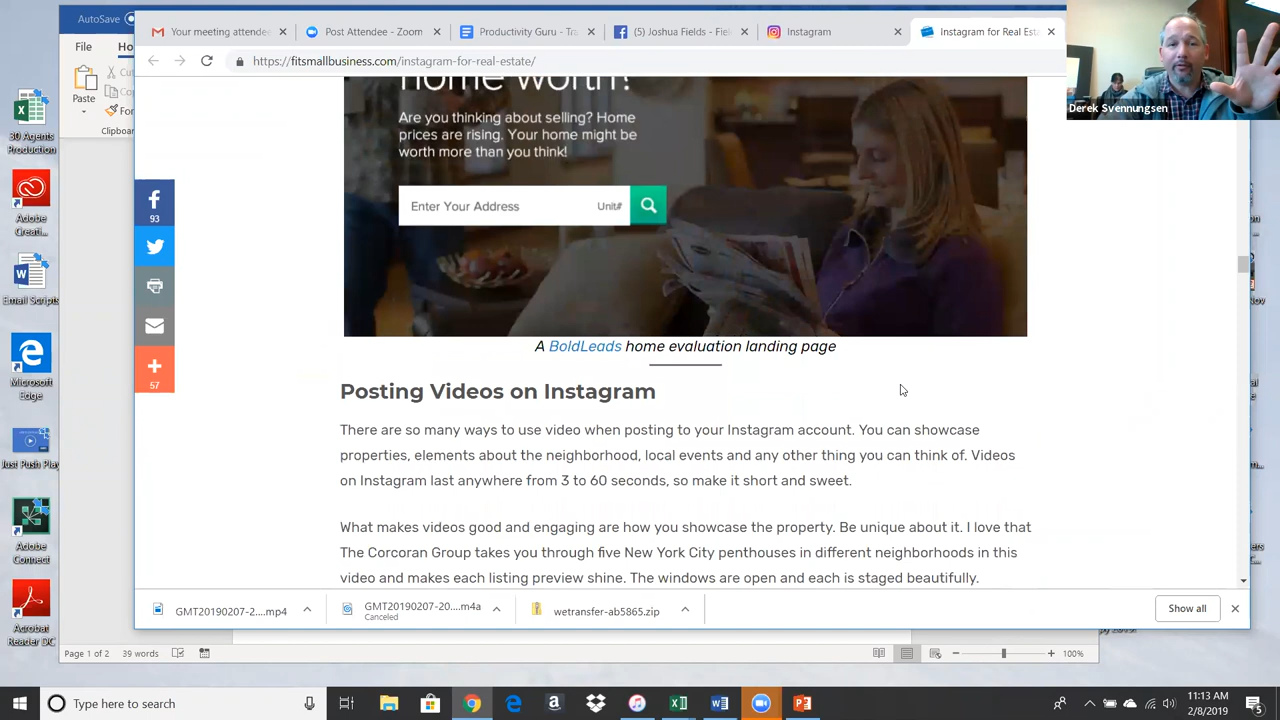 AutoSave
Your meeting attendee
Post Attendee - Zoom
Productivity Guru - Tra
(5) Joshua Fields - Fiel
Instagram
Instagram for Real Est
File
Ho
https://fitsmallbusiness.com/instagram-for-real-estate/
Derek Svennungsen
Paste
Cu
Co
For
Clipboa
30 Agents
Production
Adobe
Creati...
Email Scripts
Microsoft
Edge
Just Push Play
Adobe
Connect
Acrobat
Reader DC
93
57
home worth?
Are you thinking about selling? Home
prices are rising. Your home might be
worth more than you think!
Enter Your Address
Unit#
A BoldLeads home evaluation landing page
Posting Videos on Instagram
There are so many ways to use video when posting to your Instagram account. You can showcase
properties, elements about the neighborhood, local events and any other thing you can think of. Videos
on Instagram last anywhere from 3 to 60 seconds, so make it short and sweet.
What makes videos good and engaging are how you showcase the property. Be unique about it. I love that
The Corcoran Group takes you through five New York City penthouses in different neighborhoods in this
video and makes each listing preview shine. The windows are open and each is staged beautifully.
GMT20190207-2....mp4
GMT20190207-20....m4a
Canceled
wetransfer-ab5865.zip
Show all
Page 1 of 2
39 words
100%
Type here to search
11:13 AM
2/8/2019
5